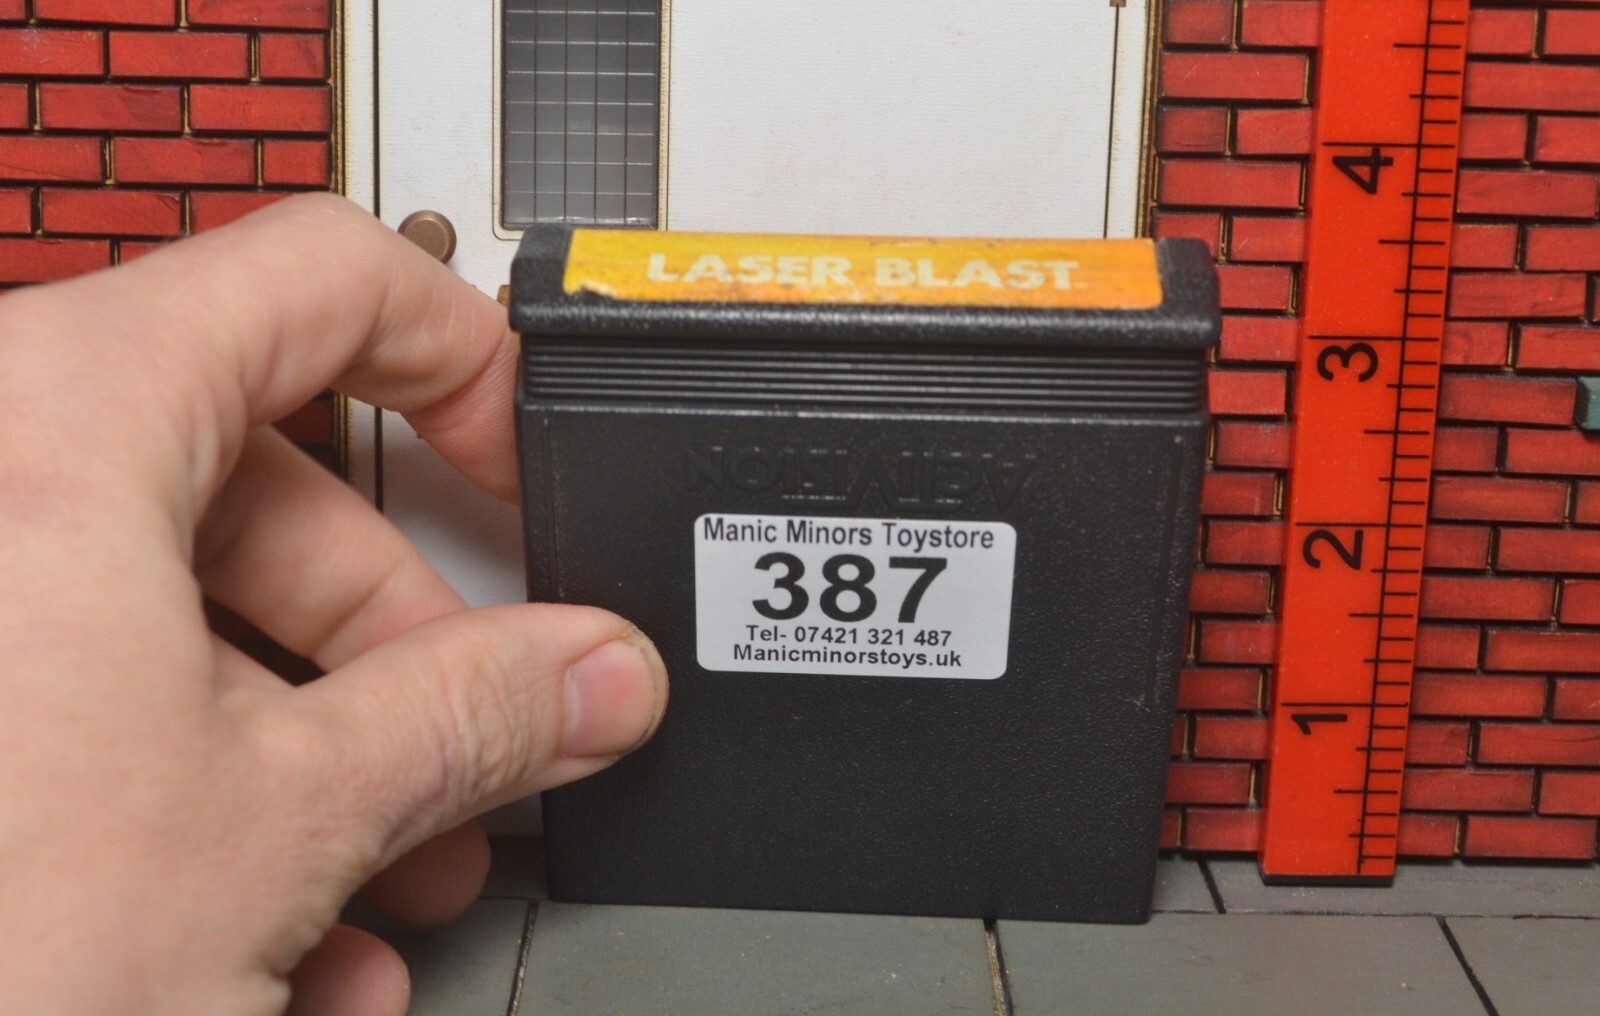 LASER BLAST
ACTIVISION
Manic Minors Toystore
387
Tel- 07421 321 487
Manicminorstoys.uk
4
3
2
1